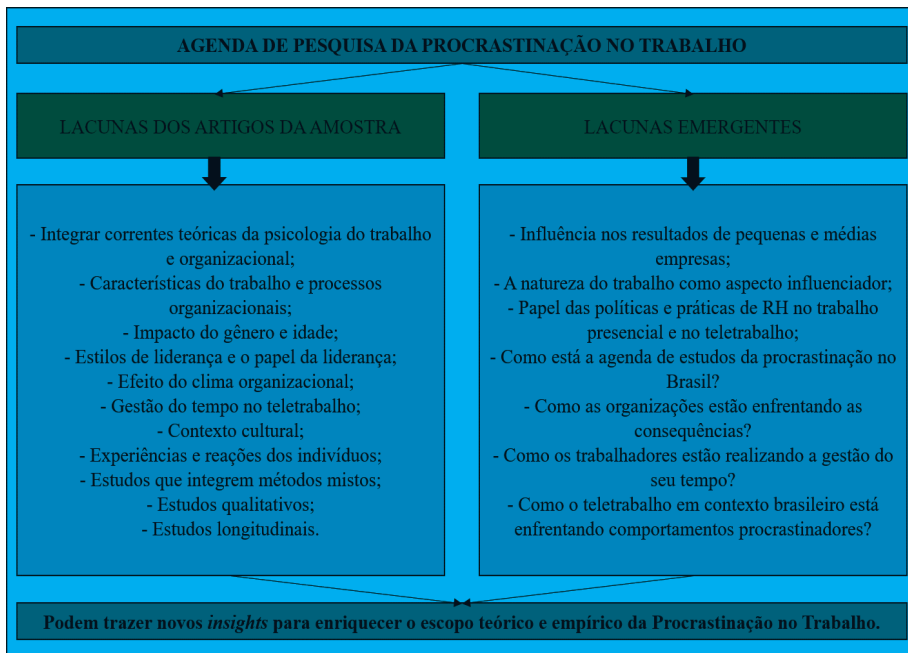 AGENDA DE PESQUISA DA PROCRASTINAÇÃO NO TRABALHO
LACUNAS DOS ARTIGOS DA AMOSTRA
- Integrar correntes teóricas da psicologia do trabalho
e organizacional;
- Características do trabalho e processos
organizacionais;
- Impacto do gênero e idade;
- Estilos de liderança e o papel da liderança;
- Efeito do clima organizacional;
- Gestão do tempo no teletrabalho;
- Contexto cultural;
- Experiências e reações dos indivíduos;
- Estudos que integrem métodos mistos;
- Estudos qualitativos;
- Estudos longitudinais.
LACUNAS EMERGENTES
- Influência nos resultados de pequenas e médias
empresas;
- A natureza do trabalho como aspecto influenciador;
- Papel das políticas e práticas de RH no trabalho
presencial e no teletrabalho;
- Como está a agenda de estudos da procrastinação no
Brasil?
- Como as organizações estão enfrentando as
consequências?
- Como os trabalhadores estão realizando a gestão do
seu tempo?
- Como o teletrabalho em contexto brasileiro está
enfrentando comportamentos procrastinadores?
Podem trazer novos insights para enriquecer o escopo teórico e empírico da Procrastinação no Trabalho.